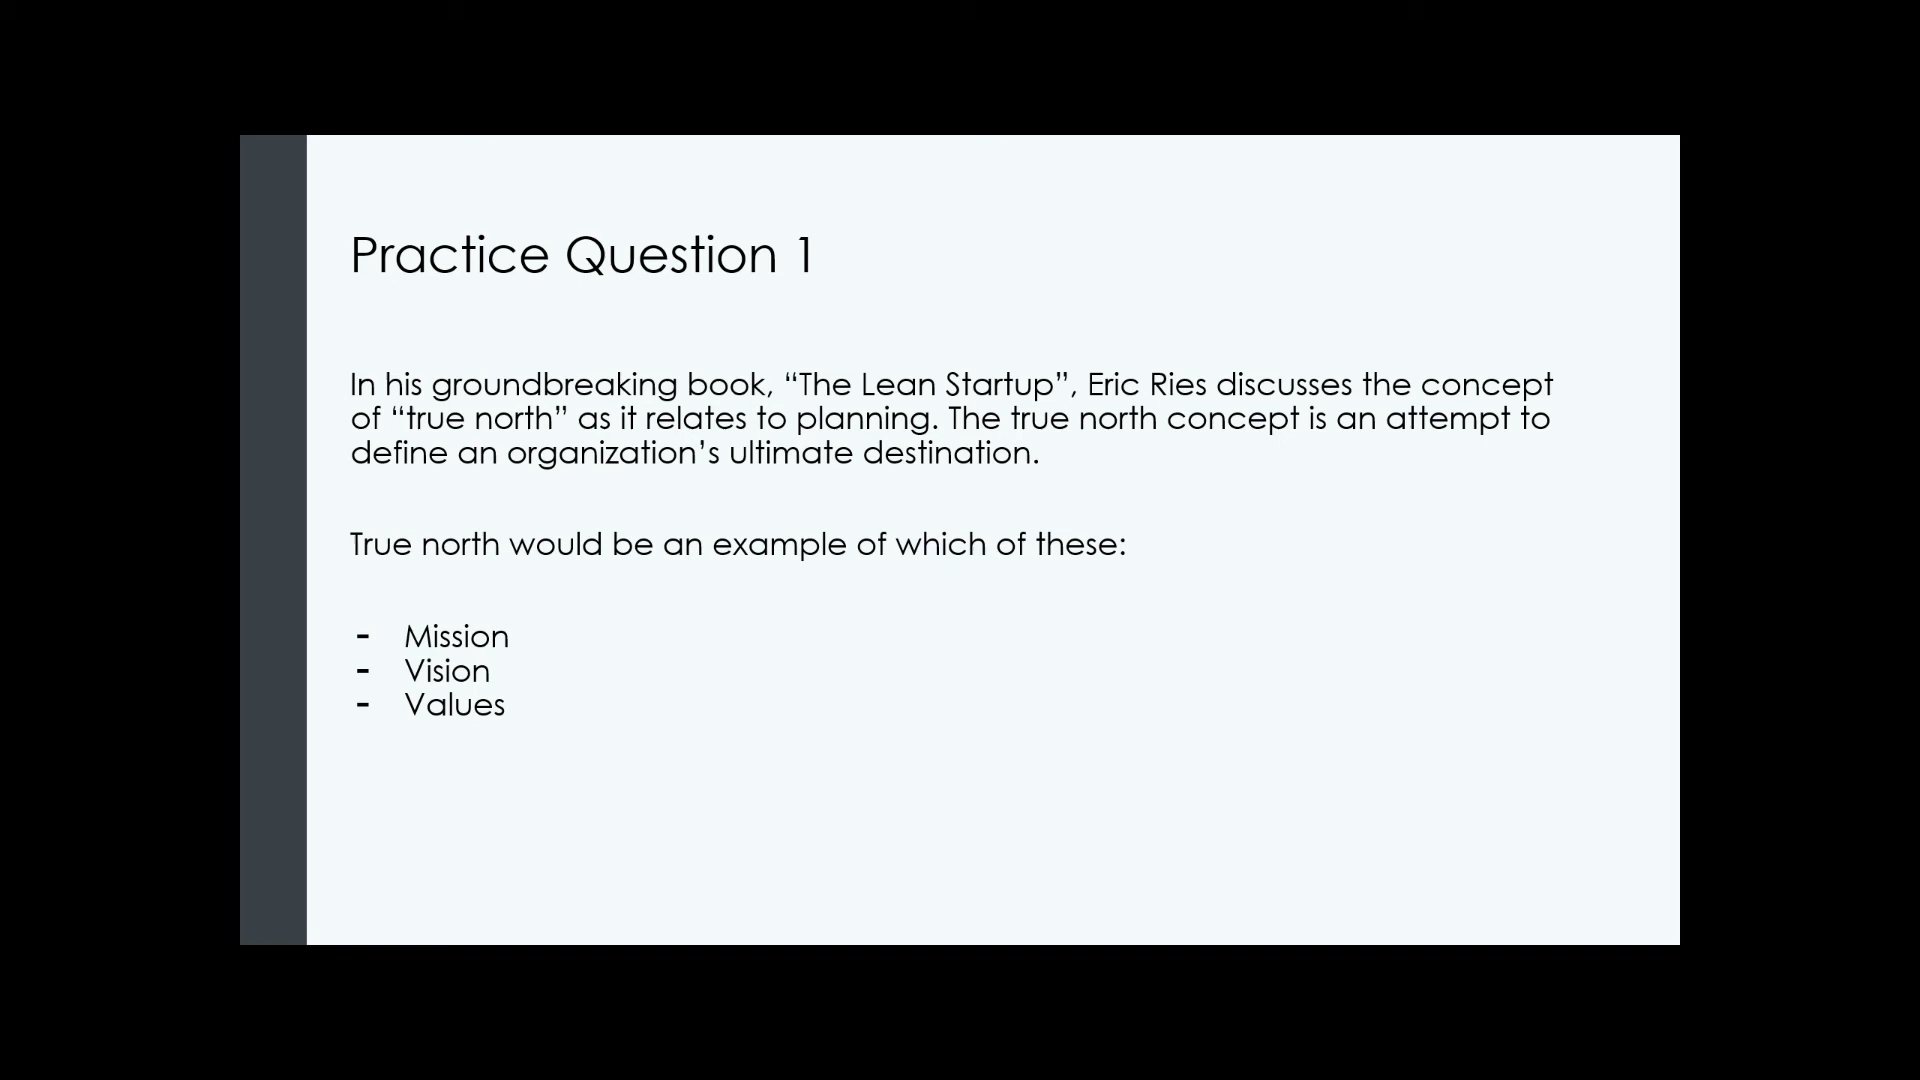 Practice Question 1
In his groundbreaking book, “The Lean Startup”, Eric Ries discusses the concept
of “true north” as it relates to planning. The true north concept is an attempt to
define an organization’s ultimate destination.
True north would be an example of which of these:
- Mission
- Vision
- Values